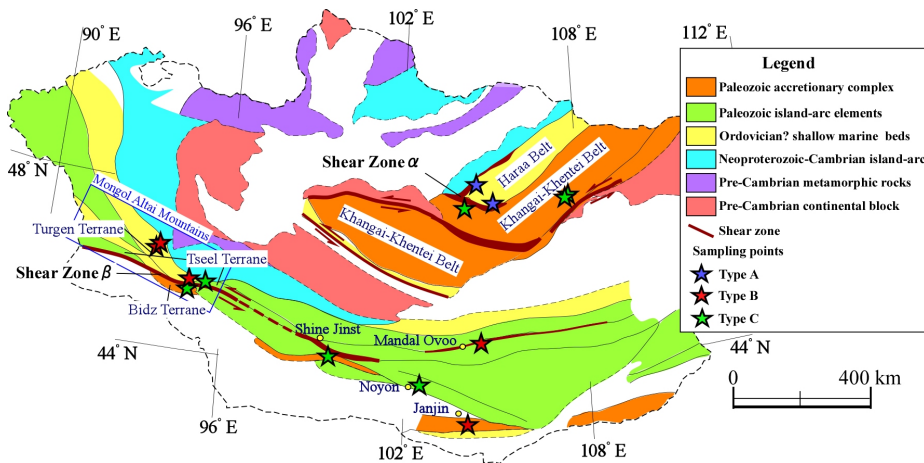 90° E
96° E
102° E
108° E
112° E
48° N
Legend
Paleozoic accretionary complex
Paleozoic island-arc elements
Ordovician? shallow marine beds
Neoproterozoic-Cambrian island-arc
Pre-Cambrian metamorphic rocks
Pre-Cambrian continental block
Shear zone
Sampling points
Type A
Type B
Type C
Shear Zone α
Haraa Belt
Khangai-Khentei Belt
Khangai-Khentei Belt
Mongol Altai Mountains
Turgen Terrane
Tseel Terrane
Shear Zone β
Bidz Terrane
Shine Jinst
Mandal Ovoo
Noyon
Janjin
44° N
44° N
96° E
102° E
108° E
0
400 km